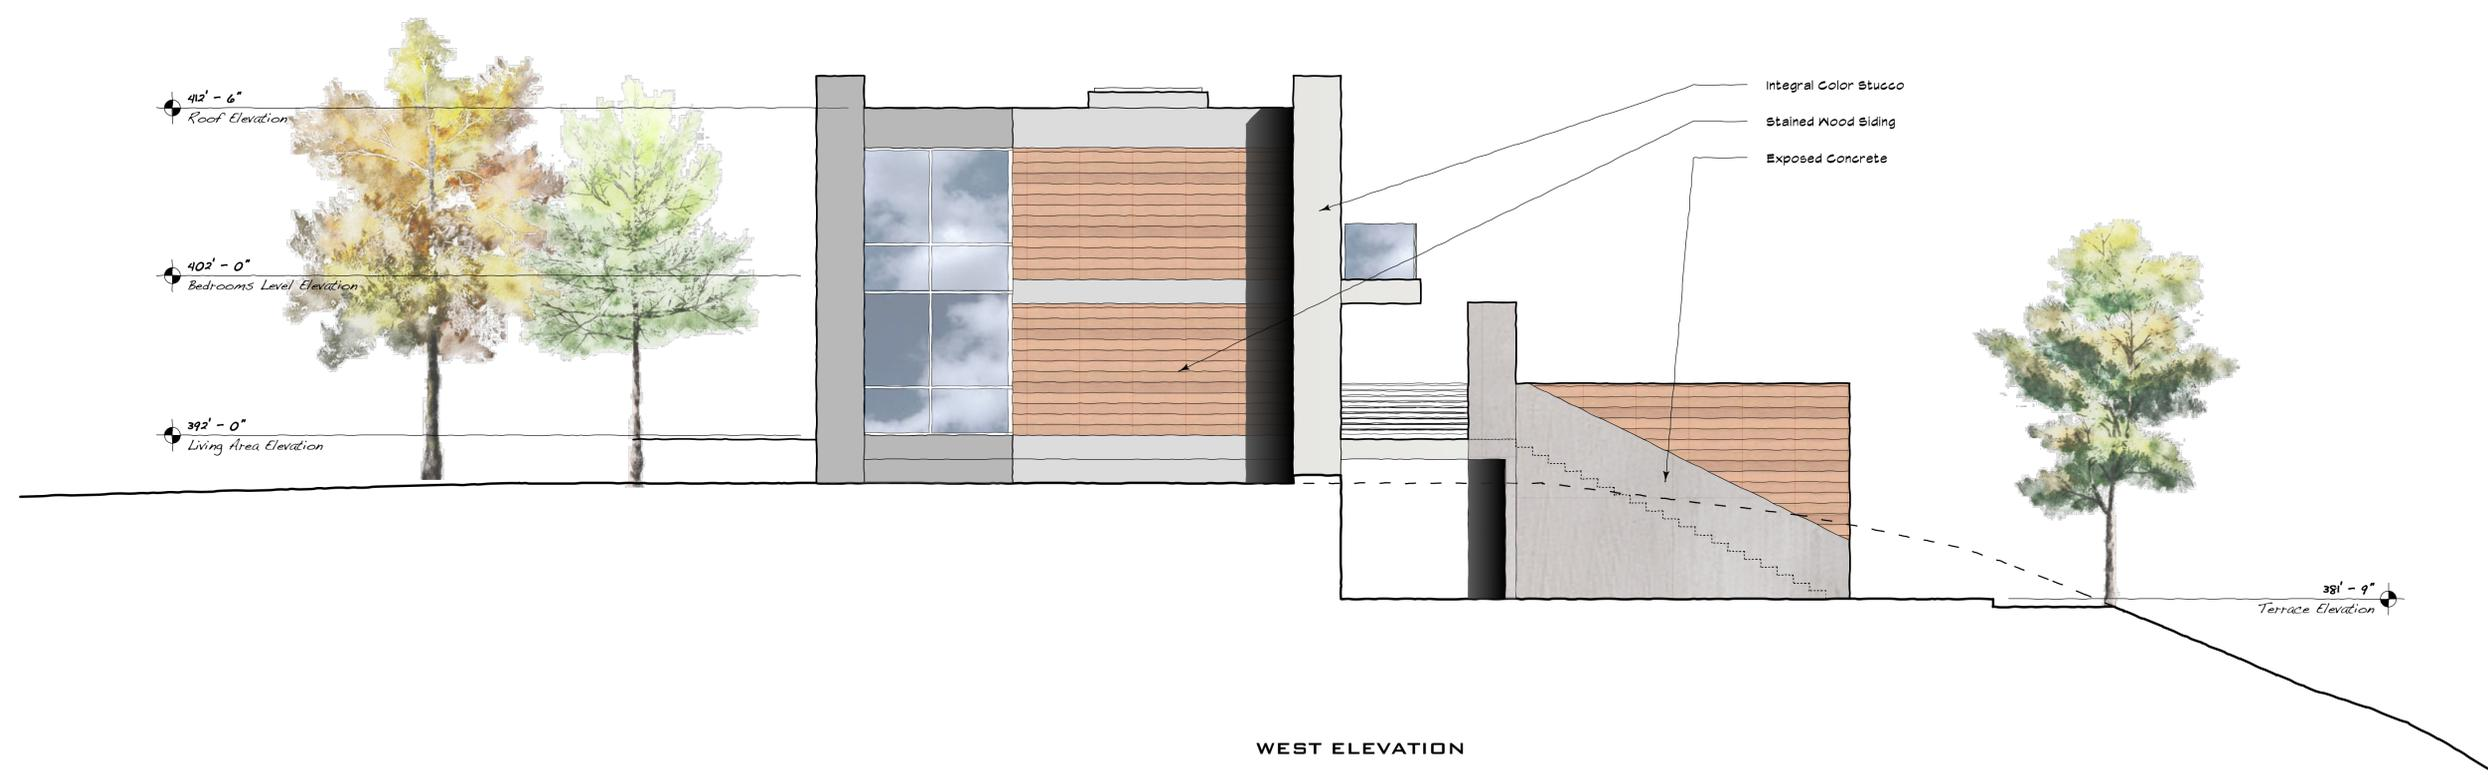 412' - 6"
Roof Elevation
402' - 0"
Bedrooms Level Elevation
392' - 0"
Living Area Elevation
Integral Color Stucco
Stained Wood Siding
Exposed Concrete
381' - 9"
Terrace Elevation
WEST ELEVATION